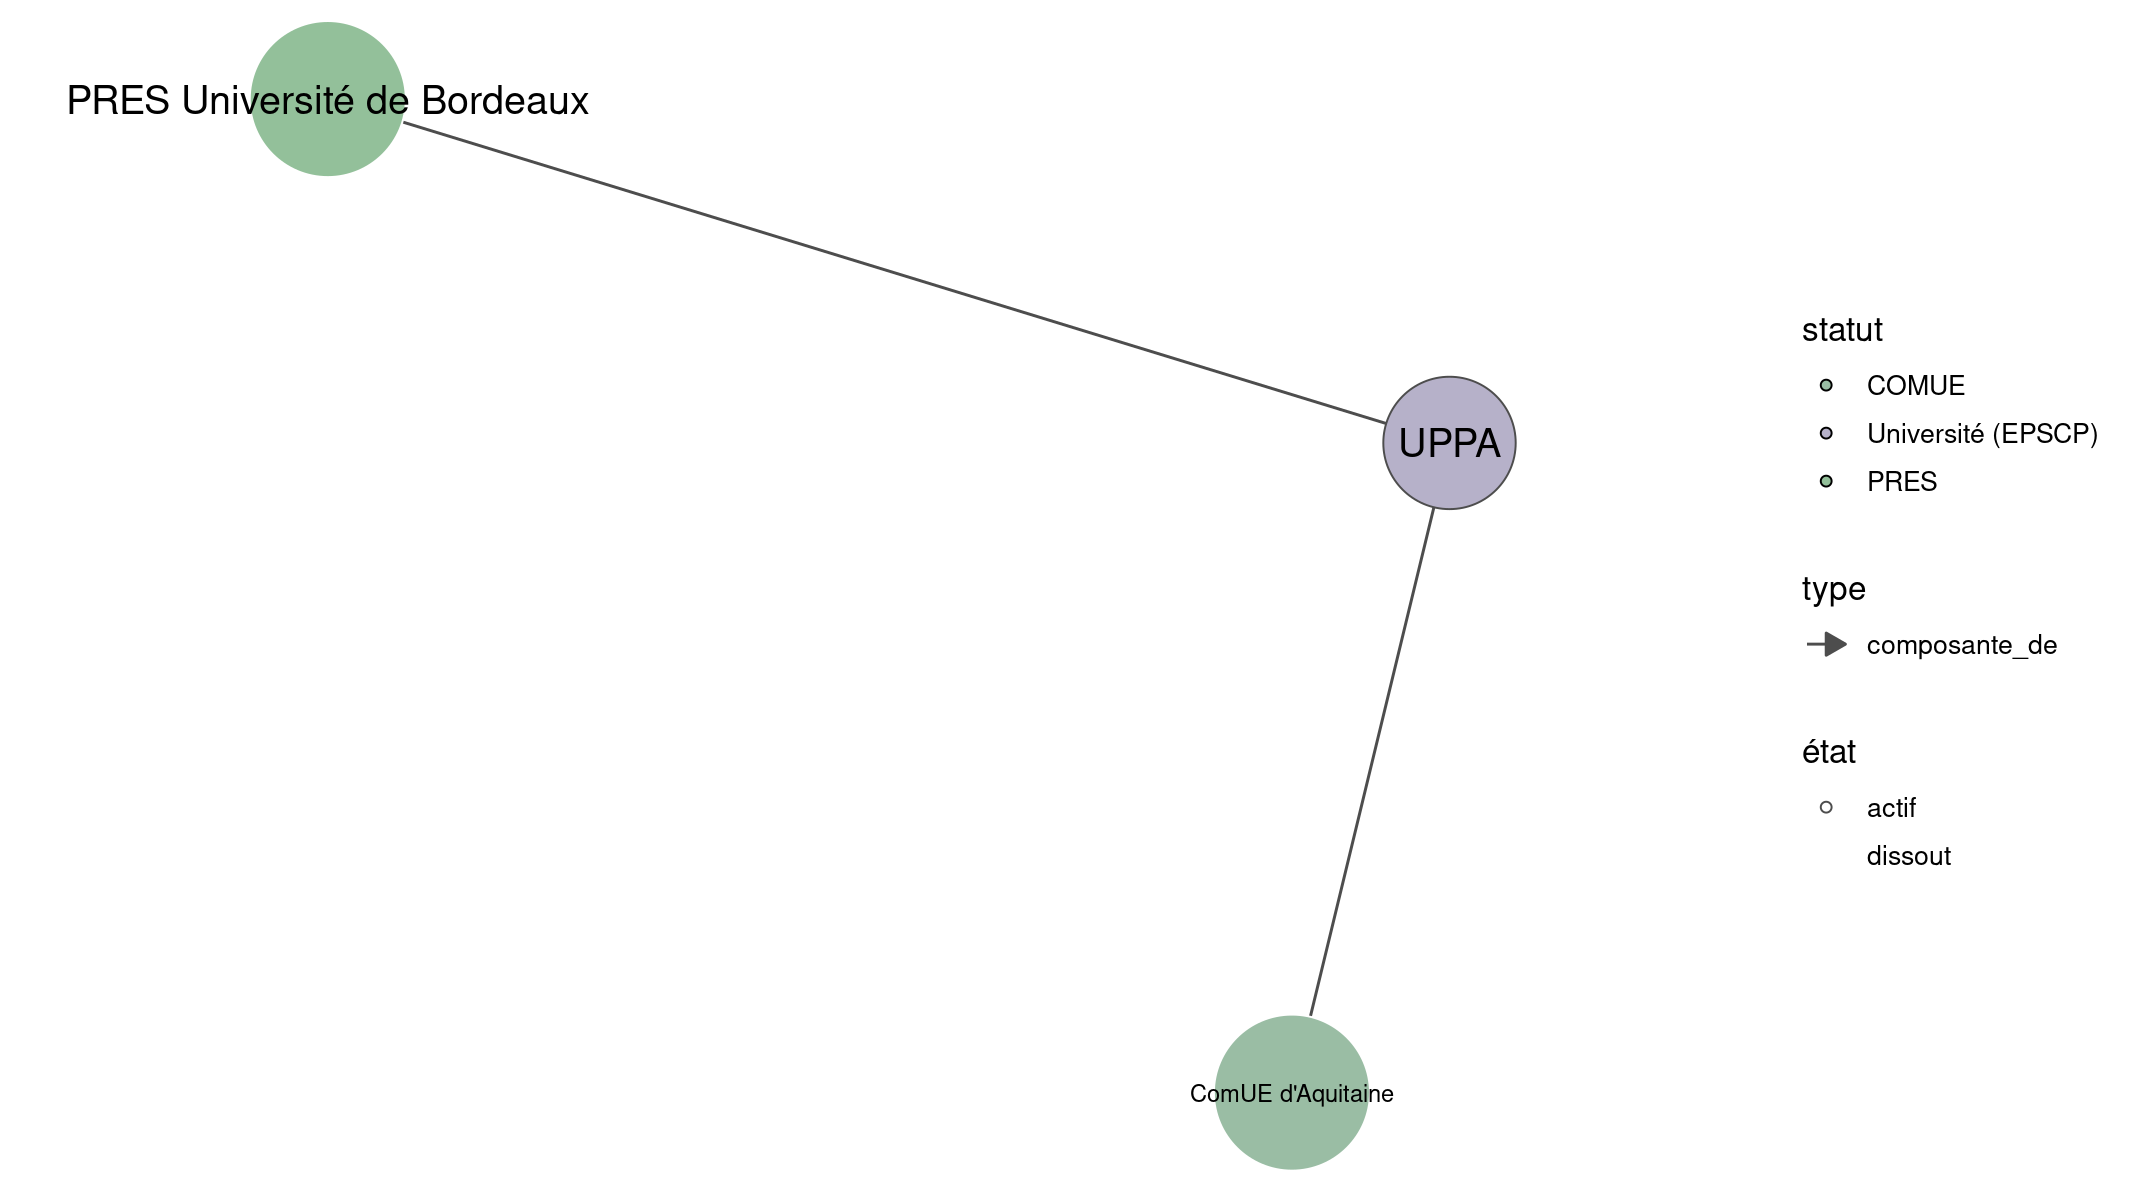 PRES Université de Bordeaux
UPPA
ComUE d'Aquitaine
statut
COMUE
Université (EPSCP)
PRES
type
composante_de
état
actif
dissout